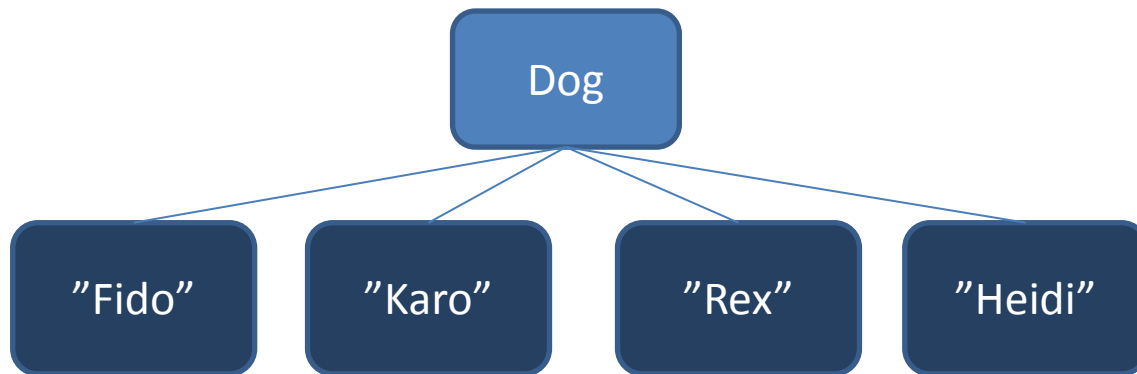 Dog
”Fido”
”Karo”
”Rex”
”Heidi”